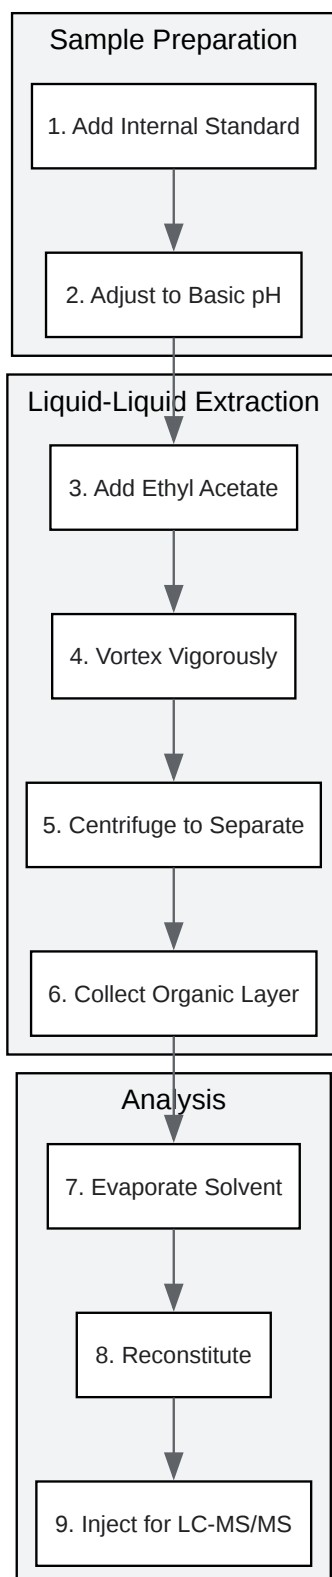 Sample Preparation
1. Add Internal Standard
2. Adjust to Basic pH
Liquid-Liquid Extraction
3. Add Ethyl Acetate
4. Vortex Vigorously
5. Centrifuge to Separate
6. Collect Organic Layer
Analysis
7. Evaporate Solvent
8. Reconstitute
9. Inject for LC-MS/MS